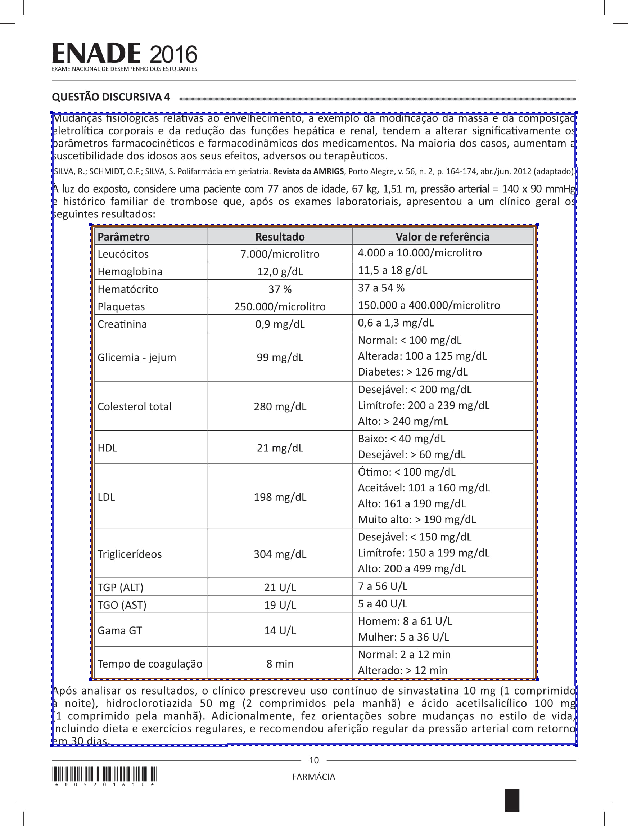 ENADE 2016
EXAME NACIONAL DE DESEMPENHO DOS ESTUDANTES
QUESTÃO DISCURSIVA 4
Mudanças fisiológicas relativas ao envelhecimento, a exemplo da modificação da massa e da composição
eletrolítica corporais e da redução das funções hepática e renal, tendem a alterar significativamente os
parâmetros farmacocinéticos e farmacodinâmicos dos medicamentos. Na maioria dos casos, aumentam a
suscetibilidade dos idosos aos seus efeitos, adversos ou terapêuticos.
SILVA, R.; SCHMIDT, O.F.; SILVA, S. Polifarmácia em geriatria. Revista da AMRIGS, Porto Alegre, v. 56, n. 2, p. 164-174, abr./jun. 2012 (adaptado).
À luz do exposto, considere uma paciente com 77 anos de idade, 67 kg, 1,51 m, pressão arterial = 140 x 90 mmHg
e histórico familiar de trombose que, após os exames laboratoriais, apresentou a um clínico geral os
seguintes resultados:
Parâmetro Resultado Valor de referência
Leucócitos 7.000/microlitro 4.000 a 10.000/microlitro
Hemoglobina 12,0 g/dL 11,5 a 18 g/dL
Hematócrito 37 % 37 a 54 %
Plaquetas 250.000/microlitro 150.000 a 400.000/microlitro
Creatinina 0,9 mg/dL 0,6 a 1,3 mg/dL
Normal: < 100 mg/dL
Glicemia - jejum 99 mg/dL Alterada: 100 a 125 mg/dL
Diabetes: > 126 mg/dL
Desejável: < 200 mg/dL
Colesterol total 280 mg/dL Limítrofe: 200 a 239 mg/dL
Alto: > 240 mg/mL
Baixo: < 40 mg/dL
HDL 21 mg/dL
Desejável: > 60 mg/dL
Ótimo: < 100 mg/dL
Aceitável: 101 a 160 mg/dL
LDL 198 mg/dL
Alto: 161 a 190 mg/dL
Muito alto: > 190 mg/dL
Desejável: < 150 mg/dL
Triglicerídeos 304 mg/dL Limítrofe: 150 a 199 mg/dL
Alto: 200 a 499 mg/dL
TGP (ALT) 21 U/L 7 a 56 U/L
TGO (AST) 19 U/L 5 a 40 U/L
Homem: 8 a 61 U/L
Gama GT 14 U/L
Mulher: 5 a 36 U/L
Normal: 2 a 12 min
Tempo de coagulação 8 min
Alterado: > 12 min
Após analisar os resultados, o clínico prescreveu uso contínuo de sinvastatina 10 mg (1 comprimido
à noite), hidroclorotiazida 50 mg (2 comprimidos pela manhã) e ácido acetilsalicílico 100 mg
(1 comprimido pela manhã). Adicionalmente, fez orientações sobre mudanças no estilo de vida,
incluindo dieta e exercícios regulares, e recomendou aferição regular da pressão arterial com retorno
em 30 dias.
10
FARMÁCIA